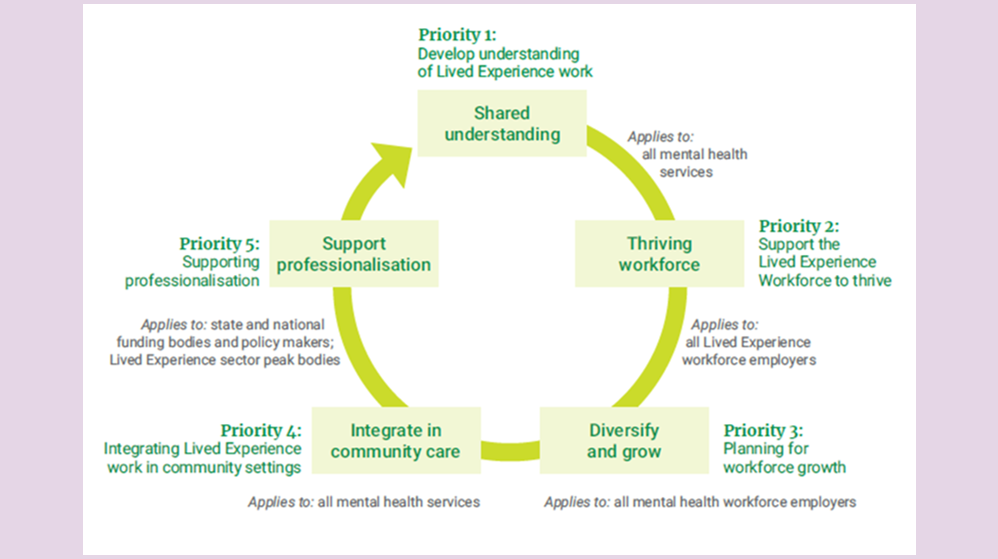 Priority 1:
Develop understanding
of Lived Experience work
Shared
understanding
Applies to:
all mental health
services
Priority 2:
Support the
Lived Experience
Workforce to thrive
Thriving
workforce
Applies to:
all Lived Experience
workforce employers
Priority 3:
Planning for
workforce growth
Diversify
and grow
Applies to: all mental health workforce employers
Priority 4:
Integrating Lived Experience
work in community settings
Integrate in
community care
Applies to: all mental health services
Priority 5:
Supporting
professionalisation
Support
professionalisation
Applies to: state and national
funding bodies and policy makers;
Lived Experience sector peak bodies